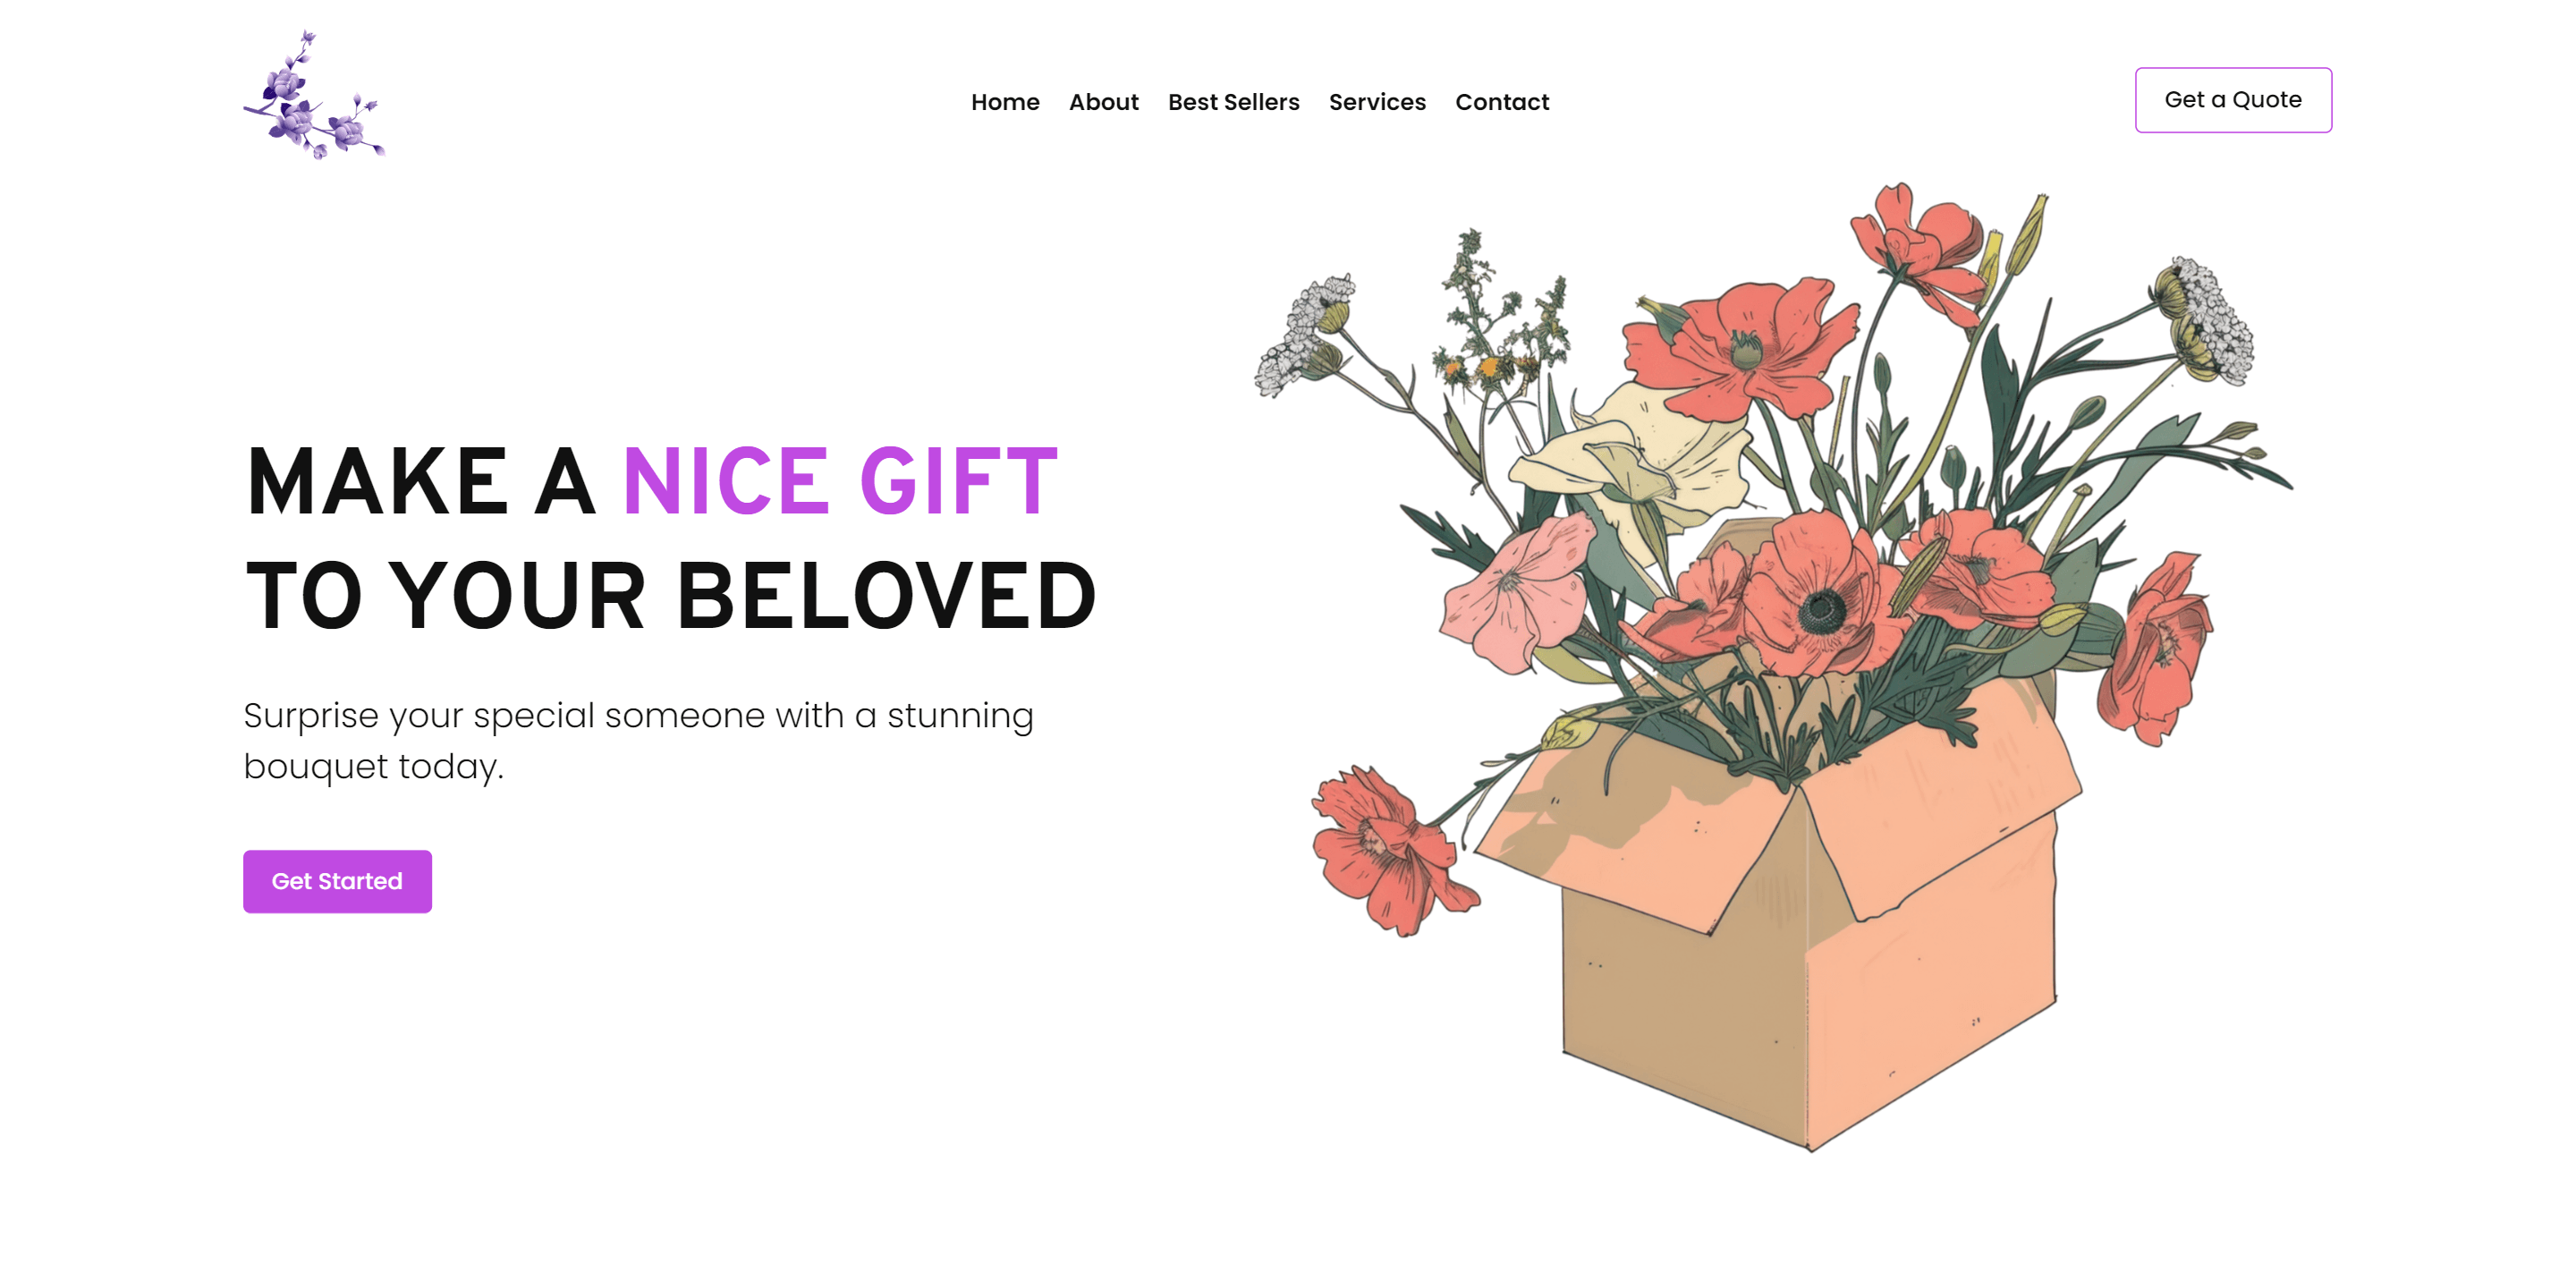 Home About Best Sellers Services Contact
Get a Quote
MAKE A NICE GIFT
TO YOUR BELOVED
Surprise your special someone with a stunning
bouquet today.
Get Started